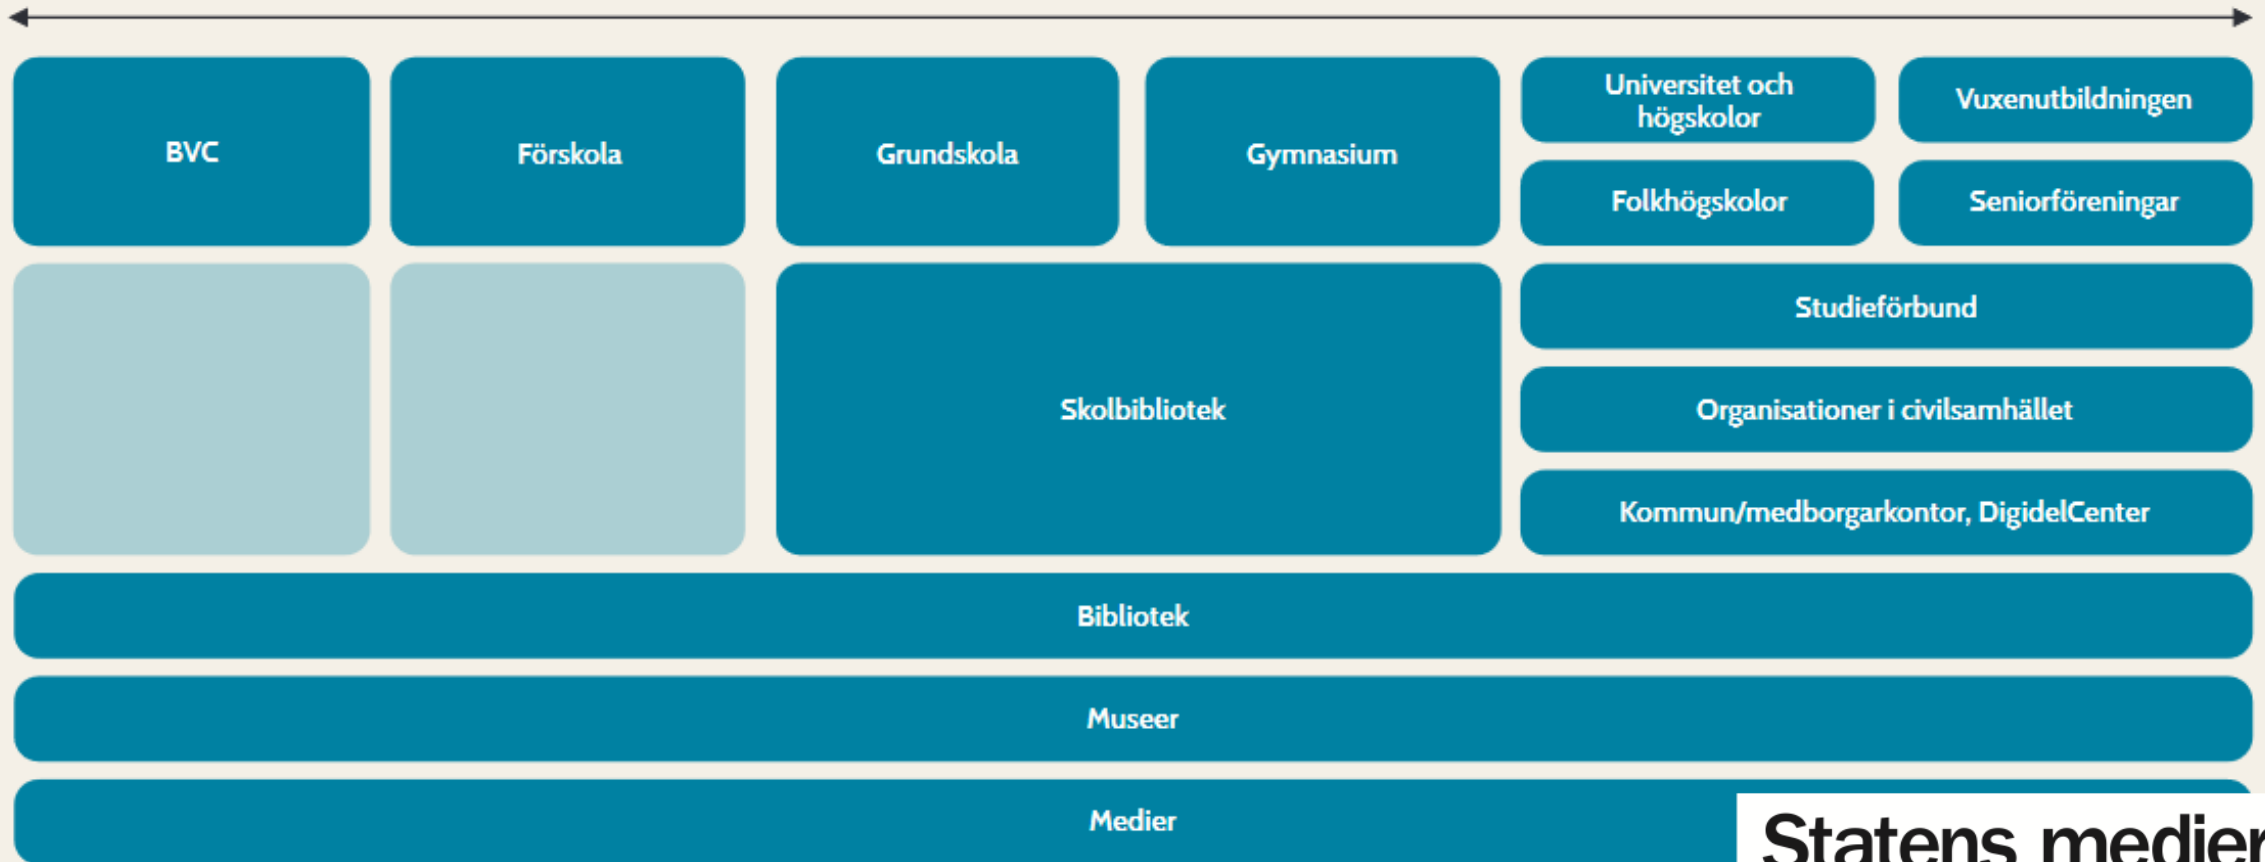 BVC
Förskola
Grundskola
Gymnasium
Universitet och
högskolor
Vuxenutbildningen
Folkhögskolor
Seniorföreningar
Skolbibliotek
Studieförbund
Organisationer i civilsamhället
Kommun/medborgarkontor, DigidelCenter
Bibliotek
Museer
Medier
Statens